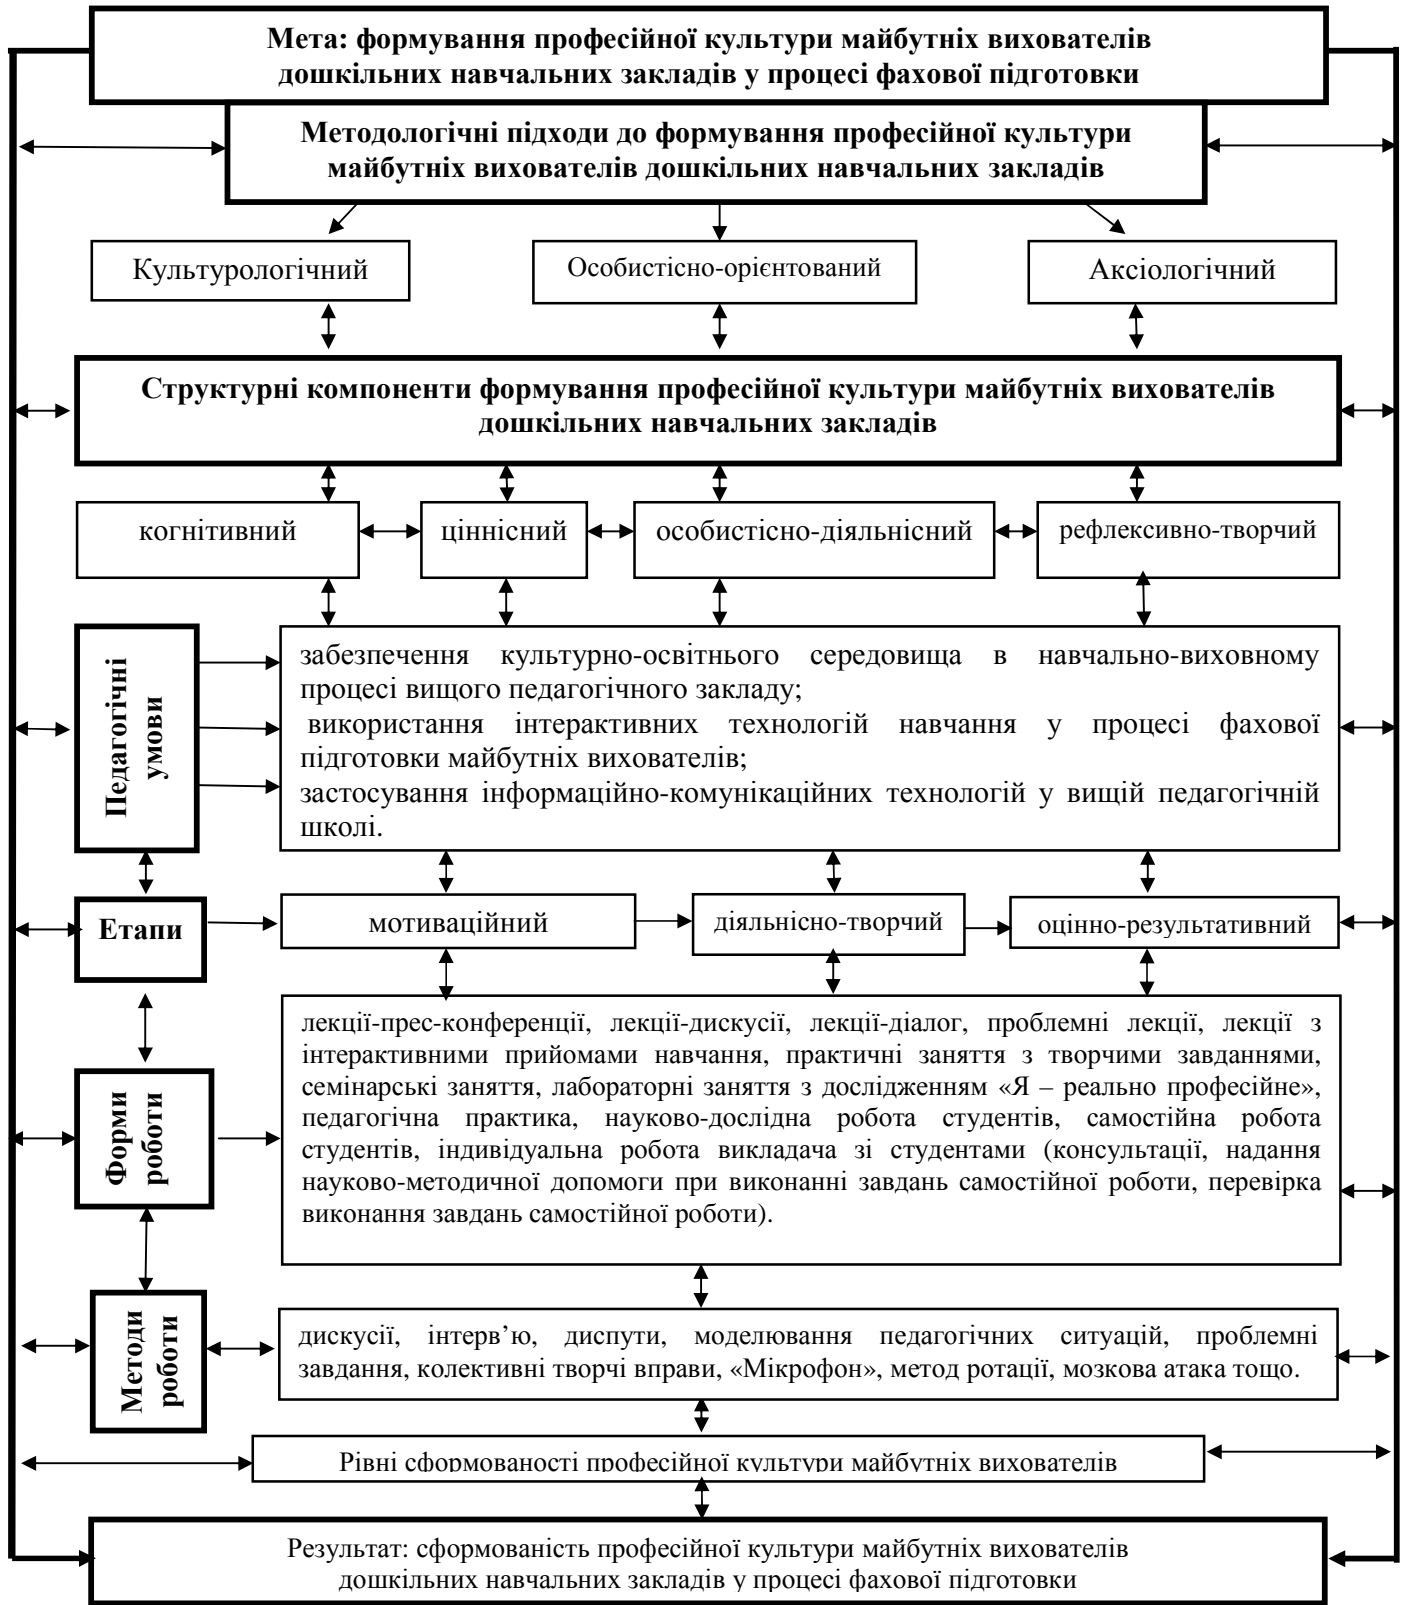 Мета: формування професійної культури майбутніх вихователів
дошкільних навчальних закладів у процесі фахової підготовки
Методологічні підходи до формування професійної культури
майбутніх вихователів дошкільних навчальних закладів
Культурологічний
Особистісно-орієнтований
Аксіологічний
Структурні компоненти формування професійної культури майбутніх вихователів
дошкільних навчальних закладів
когнітивний
ціннісний
особистісно-діяльнісний
рефлексивно-творчий
Педагогічні
умови
забезпечення культурно-освітнього середовища в навчально-виховному
процесі вищого педагогічного закладу;
використання інтерактивних технологій навчання у процесі фахової
підготовки майбутніх вихователів;
застосування інформаційно-комунікаційних технологій у вищій педагогічній
школі.
Етапи
мотиваційний
діяльнісно-творчий
оцінно-результативний
Форми
роботи
лекції-прес-конференції, лекції-дискусії, лекції-діалог, проблемні лекції, лекції з
інтерактивними прийомами навчання, практичні заняття з творчими завданнями,
семінарські заняття, лабораторні заняття з дослідженням «Я – реально професійне»,
педагогічна практика, науково-дослідна робота студентів, самостійна робота
студентів, індивідуальна робота викладача зі студентами (консультації, надання
науково-методичної допомоги при виконанні завдань самостійної роботи, перевірка
виконання завдань самостійної роботи).
Методи
роботи
дискусії, інтерв’ю, диспути, моделювання педагогічних ситуацій, проблемні
завдання, колективні творчі вправи, «Мікрофон», метод ротації, мозкова атака тощо.
Рівні сформованості професійної культури майбутніх вихователів
Результат: сформованість професійної культури майбутніх вихователів
дошкільних навчальних закладів у процесі фахової підготовки